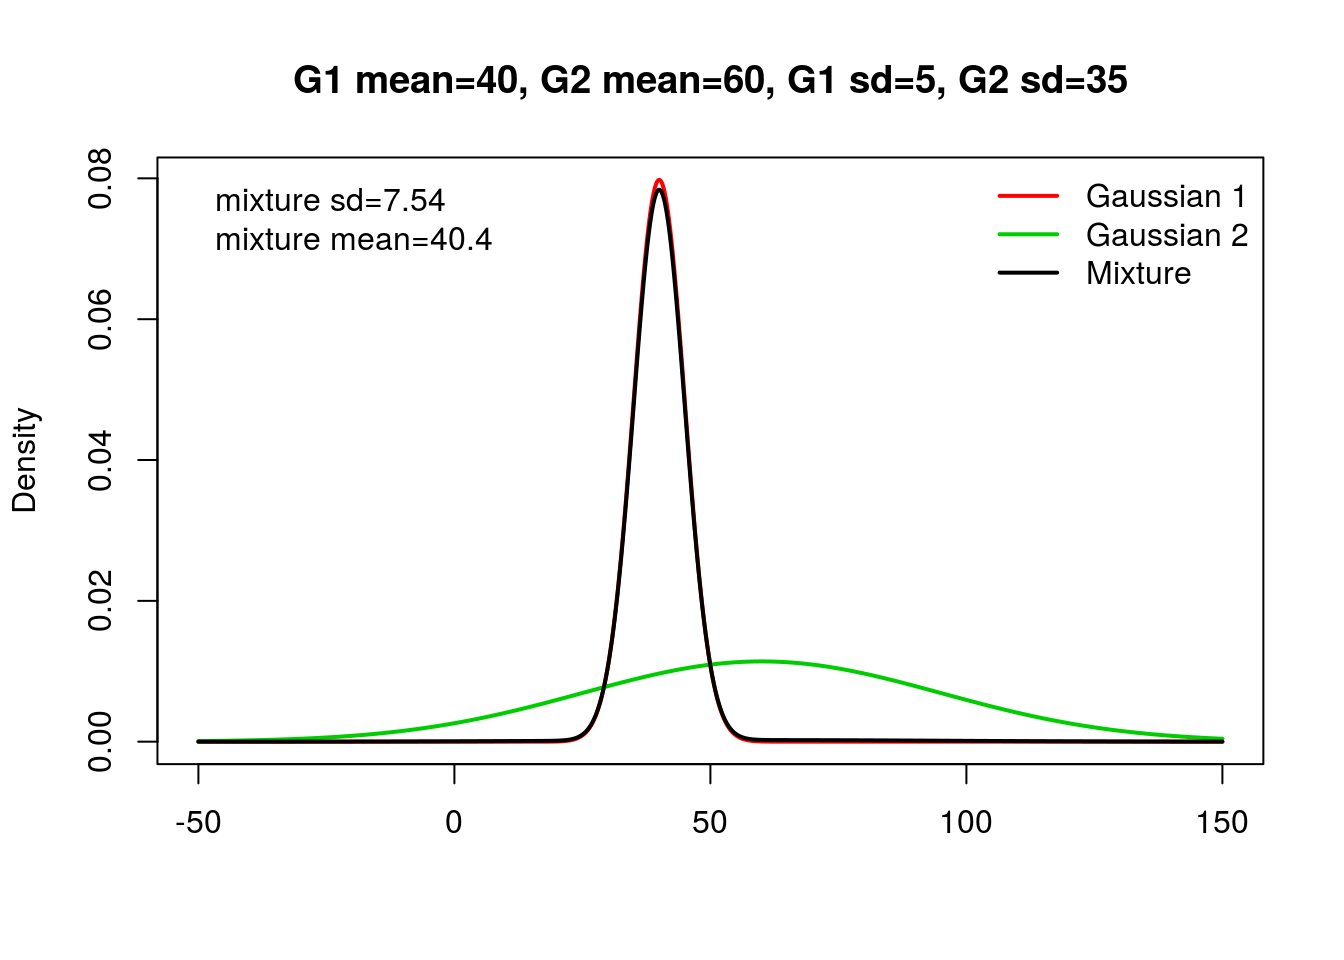 G1 mean=40, G2 mean=60, G1 sd=5, G2 sd=35
mixture sd=7.54
mixture mean=40.4
Gaussian 1
Gaussian 2
Mixture
Density
0.08
0.06
0.04
0.02
0.00
-50
0
50
100
150